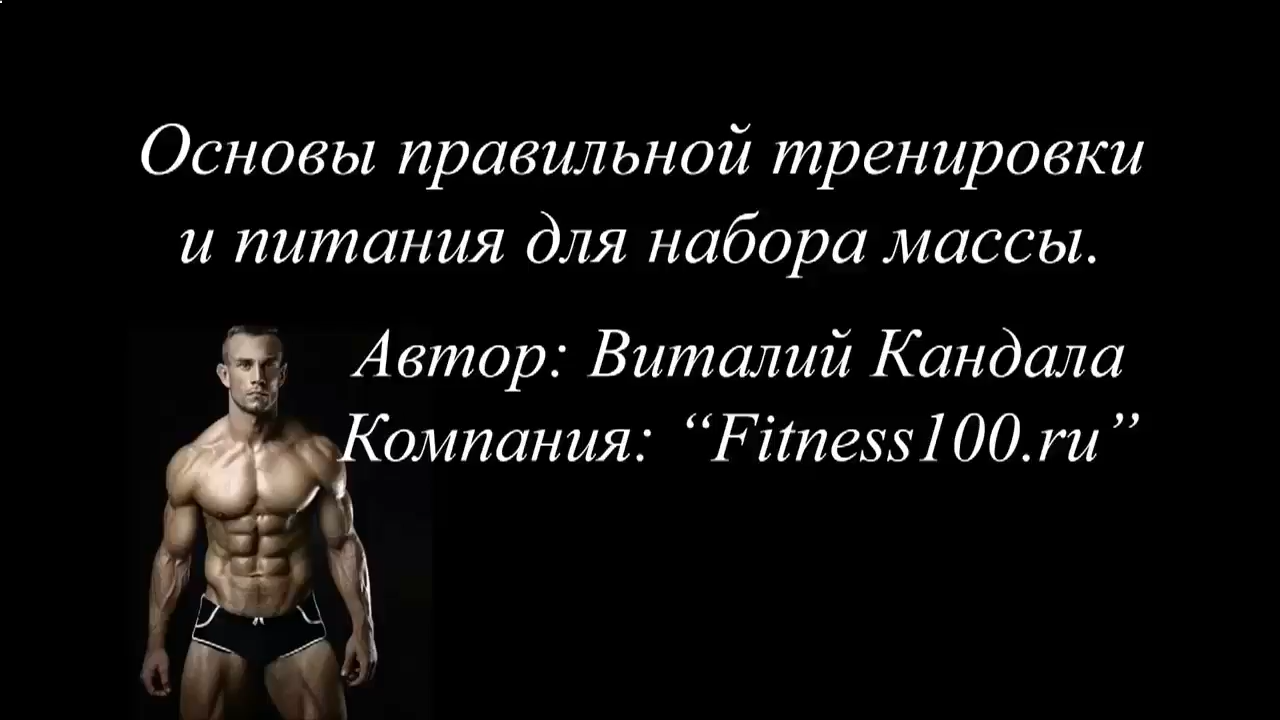 Основы правильной тренировки
и питания для набора массы.
Автор: Виталий Кандала
Компания: “Fitness100.ru”